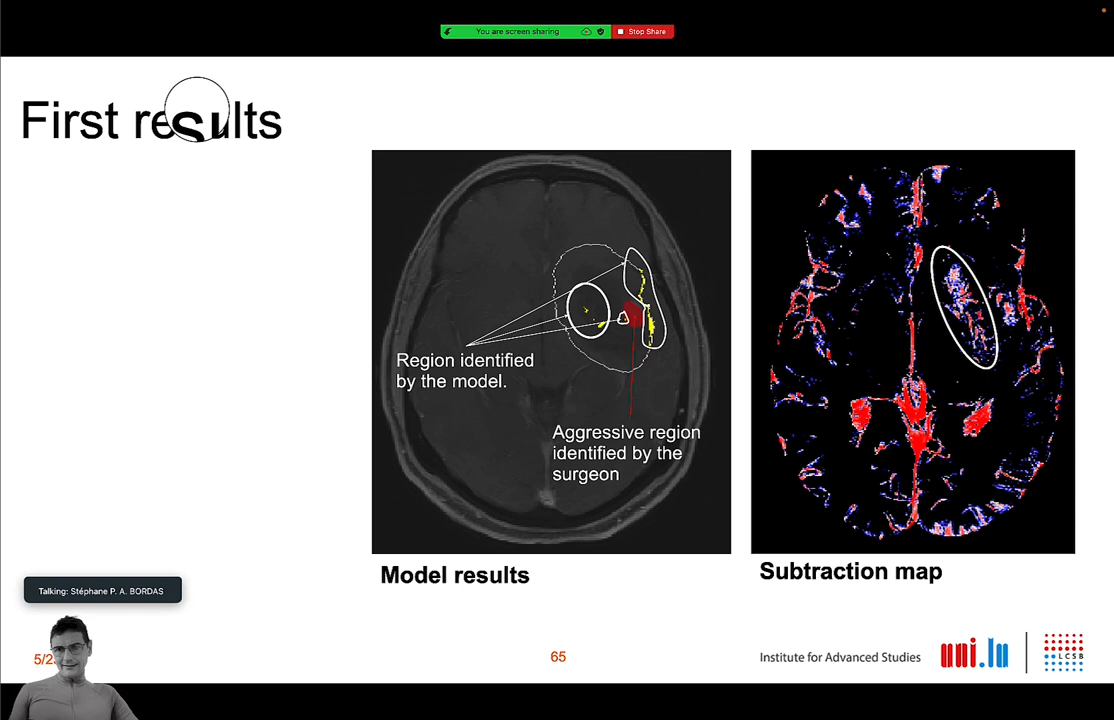 You are screen sharing
Stop Share
First results
Region identified
by the model.
Aggressive region
identified by the
surgeon
Model results
Subtraction map
Talking: Stéphane P. A. BORDAS
65
Institute for Advanced Studies
uni.lu
LCSB